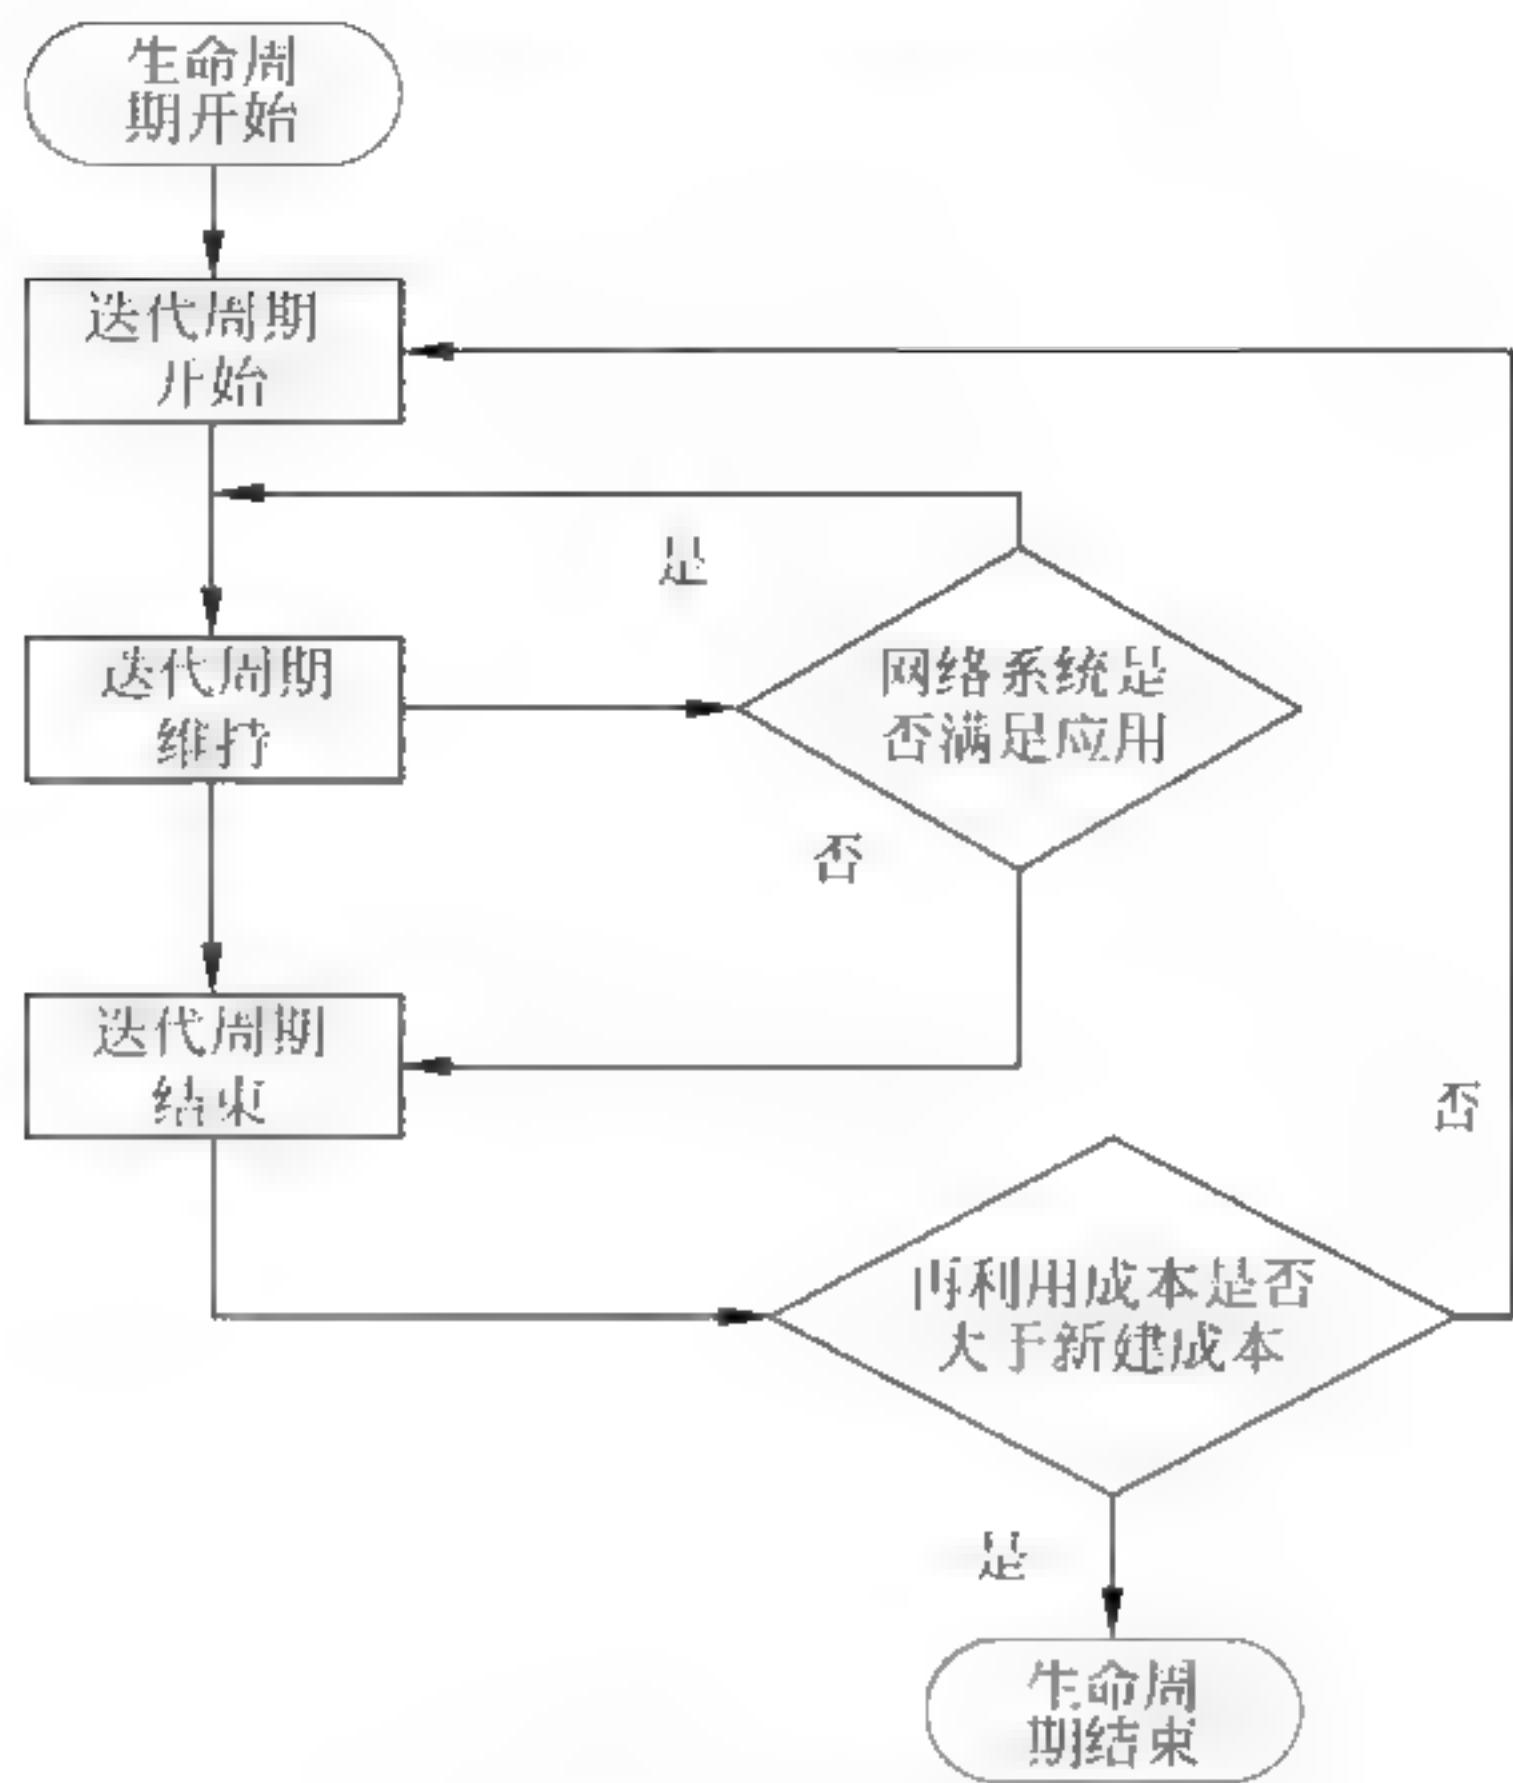 生命周
期开始
迭代周期
开始
是
迭代周期
维持
网络系统是
否满足应用
否
迭代周期
结束
否
再利用成本是否
大于新建成本
是
生命周
期结束